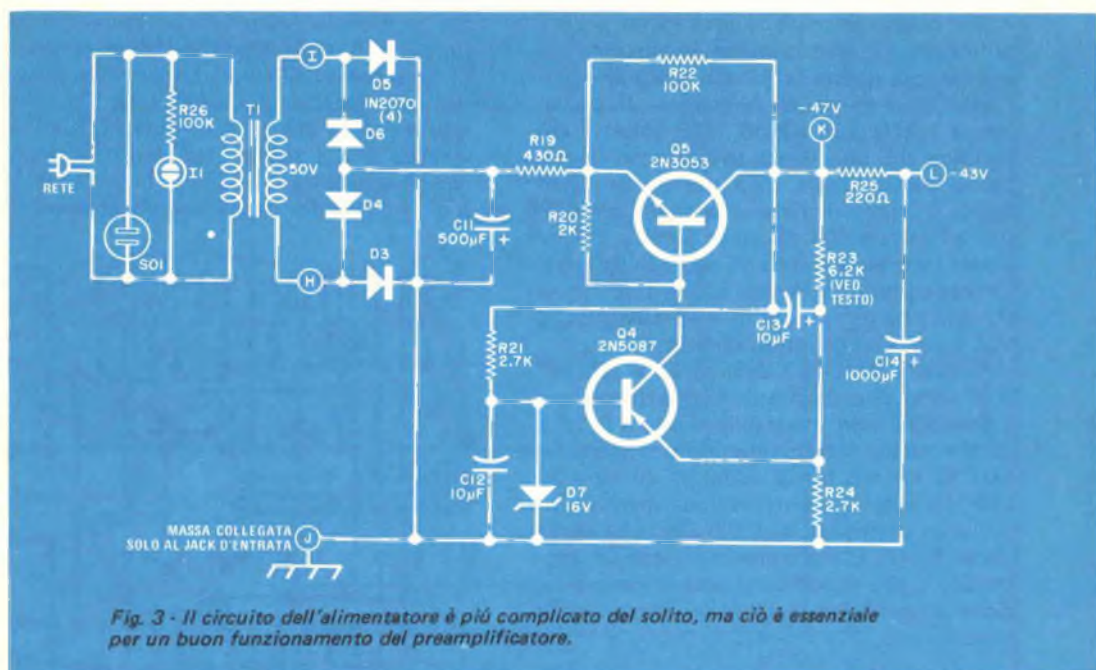 RETE
SO1
R26
100K
I1
T1
50V
I
H
D5
1N2070
(4)
D6
D4
D3
C11
500µF
+
R19
430Ω
R22
100K
Q5
2N3053
R20
2K
-47V
K
R25
220Ω
L
-43V
R23
6.2K
(VED
TESTO)
C13
10µF
+
C14
1000µF
+
R21
2.7K
Q4
2N5087
C12
10µF
D7
16V
R24
2.7K
MASSA COLLEGATA
SOLO AL JACK D'ENTRATA
J
Fig. 3 - Il circuito dell'alimentatore è piú complicato del solito, ma ciò è essenziale
per un buon funzionamento del preamplificatore.